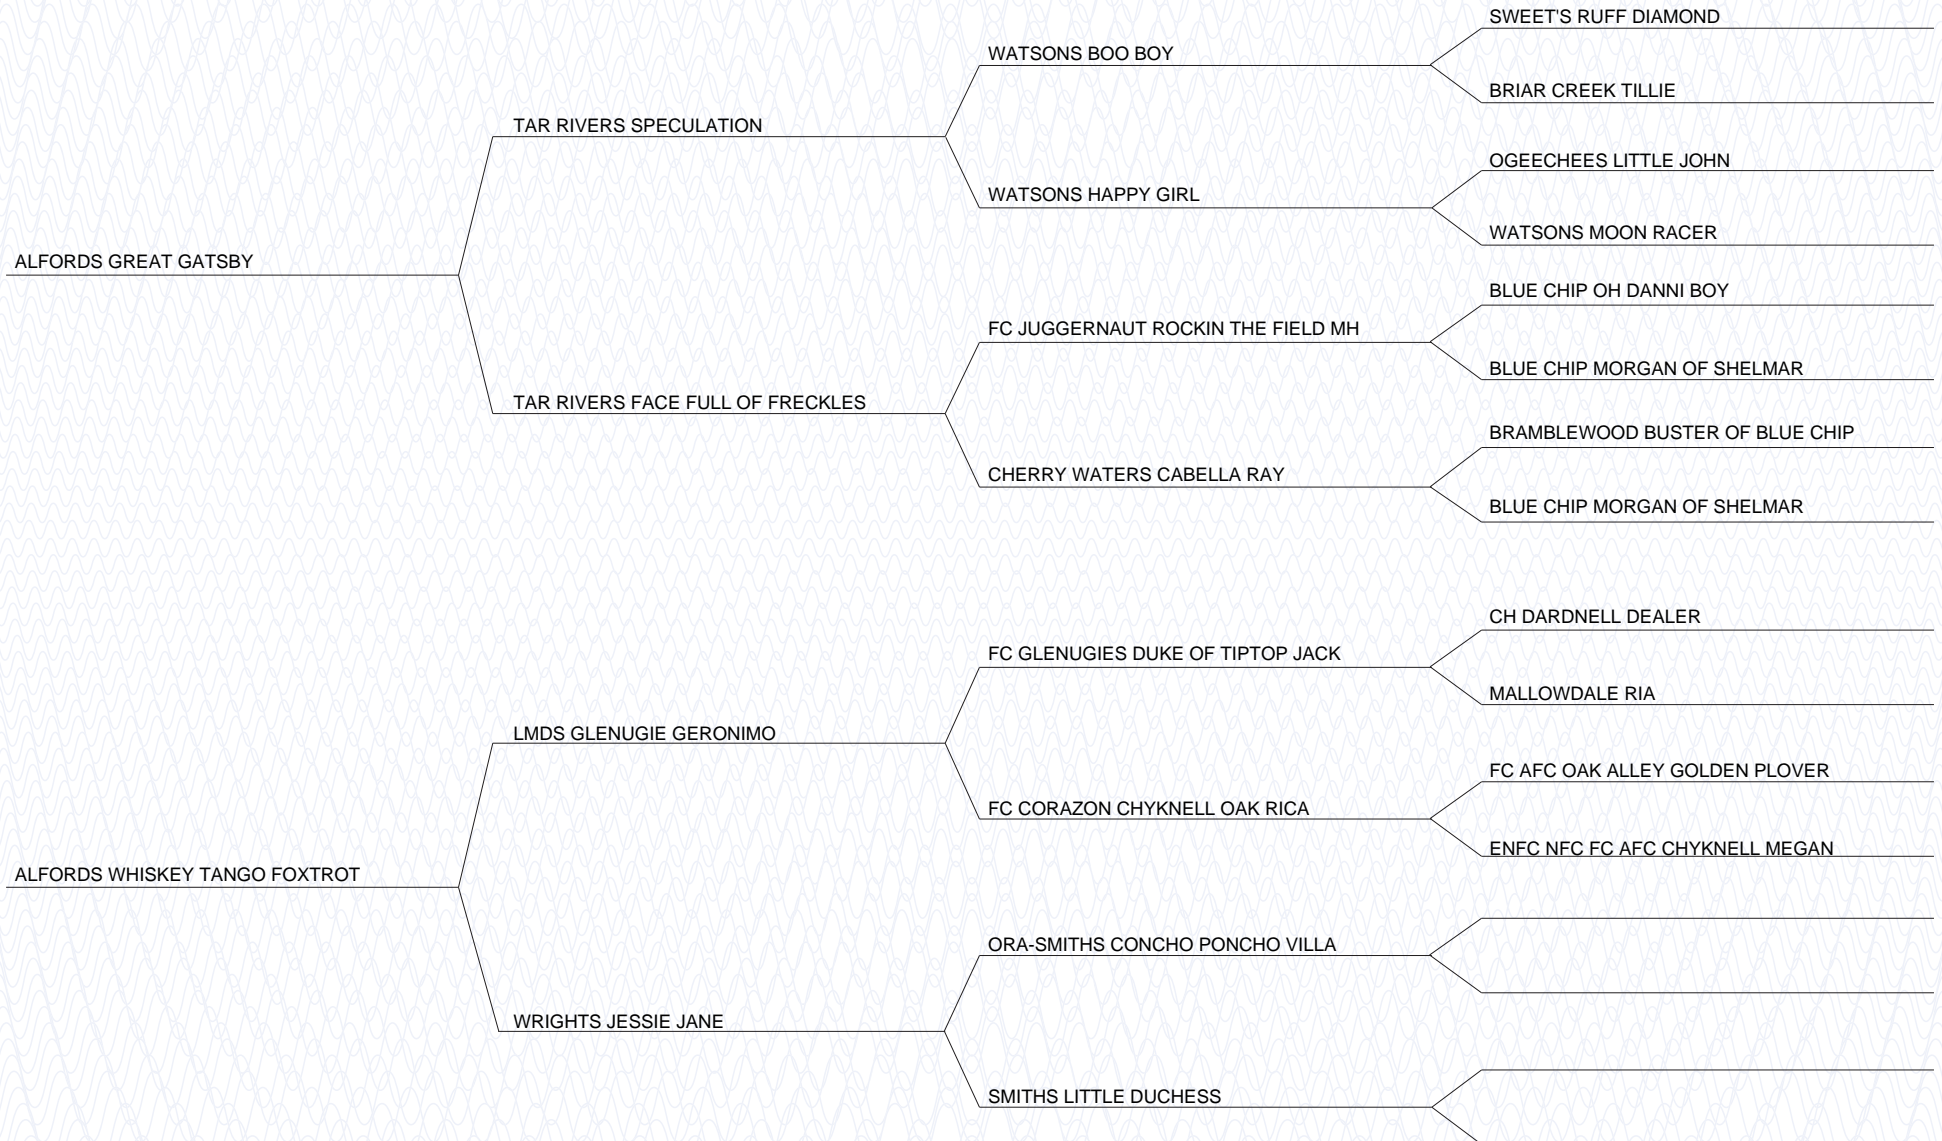 SWEET'S RUFF DIAMOND
WATSONS BOO BOY
BRIAR CREEK TILLIE
TAR RIVERS SPECULATION
OGEECHEES LITTLE JOHN
WATSONS HAPPY GIRL
WATSONS MOON RACER
ALFORDS GREAT GATSBY
BLUE CHIP OH DANNI BOY
FC JUGGERNAUT ROCKIN THE FIELD MH
BLUE CHIP MORGAN OF SHELMAR
TAR RIVERS FACE FULL OF FRECKLES
BRAMBLEWOOD BUSTER OF BLUE CHIP
CHERRY WATERS CABELLA RAY
BLUE CHIP MORGAN OF SHELMAR
CH DARDNELL DEALER
FC GLENUGIES DUKE OF TIPTOP JACK
MALLOWDALE RIA
LMDS GLENUGIE GERONIMO
FC AFC OAK ALLEY GOLDEN PLOVER
FC CORAZON CHYKNELL OAK RICA
ENFC NFC FC AFC CHYKNELL MEGAN
ALFORDS WHISKEY TANGO FOXTROT
ORA-SMITHS CONCHO PONCHO VILLA
WRIGHTS JESSIE JANE
SMITHS LITTLE DUCHESS